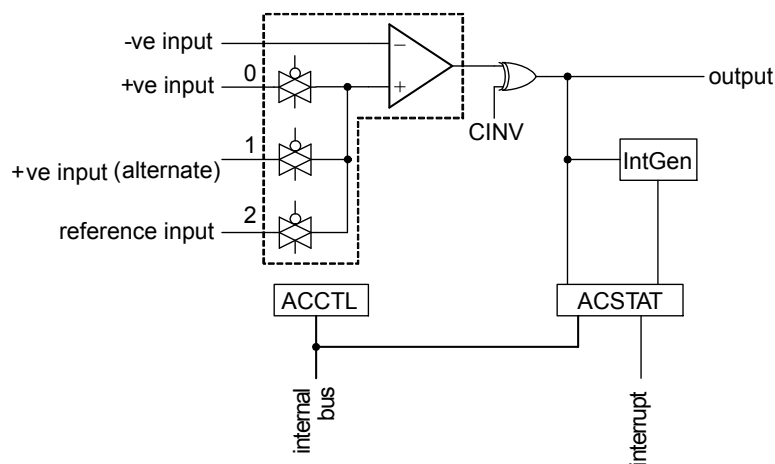 -ve input
−
+ve input
0
+
output
CINV
1
+ve input (alternate)
IntGen
2
reference input
ACCTL
ACSTAT
internal
bus
interrupt